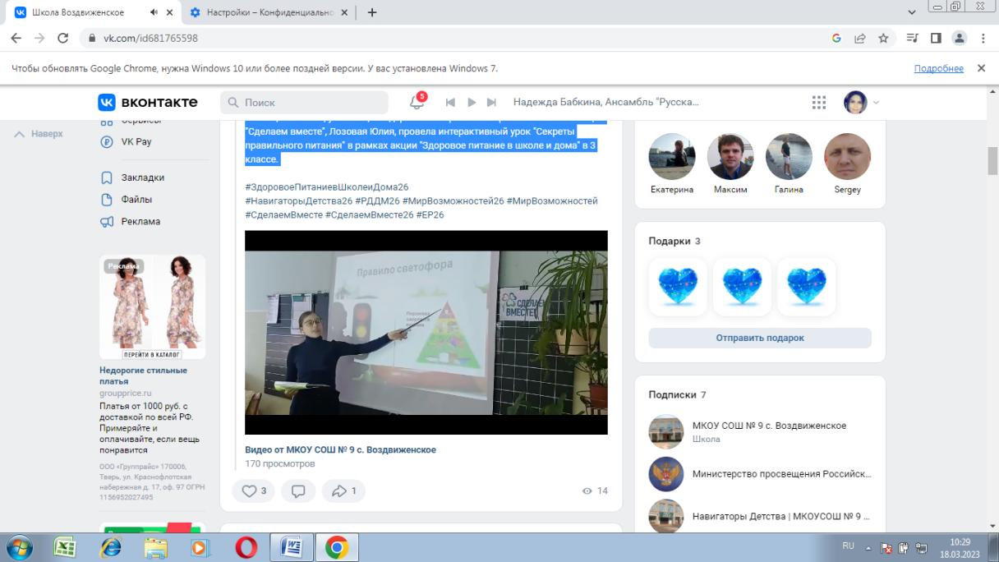 Школа Воздвиженское
Настройки – Конфиденциально
vk.com/id681765598
Чтобы обновлять Google Chrome, нужна Windows 10 или более поздней версии. У вас установлена Windows 7.
Подробнее
вконтакте
Поиск
5
Надежда Бабкина, Ансамбль "Русска...
Наверх
Сервисы
VK Pay
Закладки
Файлы
Реклама
Реклама
ПЕРЕЙТИ В КАТАЛОГ
Недорогие стильные
платья
groupprice.ru
Платья от 1000 руб. с
доставкой по всей РФ.
Примеряйте и
оплачивайте, если вещь
понравится
ООО «Группрайс» 170006,
Тверь, ул. Краснофлотская
набережная д. 17, оф. 97 ОГРН
1156952027495
"Сделаем вместе", Лозовая Юлия, провела интерактивный урок "Секреты
правильного питания" в рамках акции "Здоровое питание в школе и дома" в 3
классе.
#ЗдоровоеПитаниевШколеиДома26
#НавигаторыДетства26 #РДДМ26 #МирВозможностей26 #МирВозможностей
#СделаемВместе #СделаемВместе26 #ЕР26
Правило светофора
СДЕЛАЕМ
ВМЕСТЕ
Видео от МКОУ СОШ № 9 с. Воздвиженское
170 просмотров
3
1
14
Екатерина
Максим
Галина
Sergey
Подарки 3
Отправить подарок
Подписки 7
МКОУ СОШ № 9 с. Воздвиженское
Школа
Министерство просвещения Российск...
Навигаторы Детства | МКОУСОШ № 9 ...
RU
10:29
18.03.2023